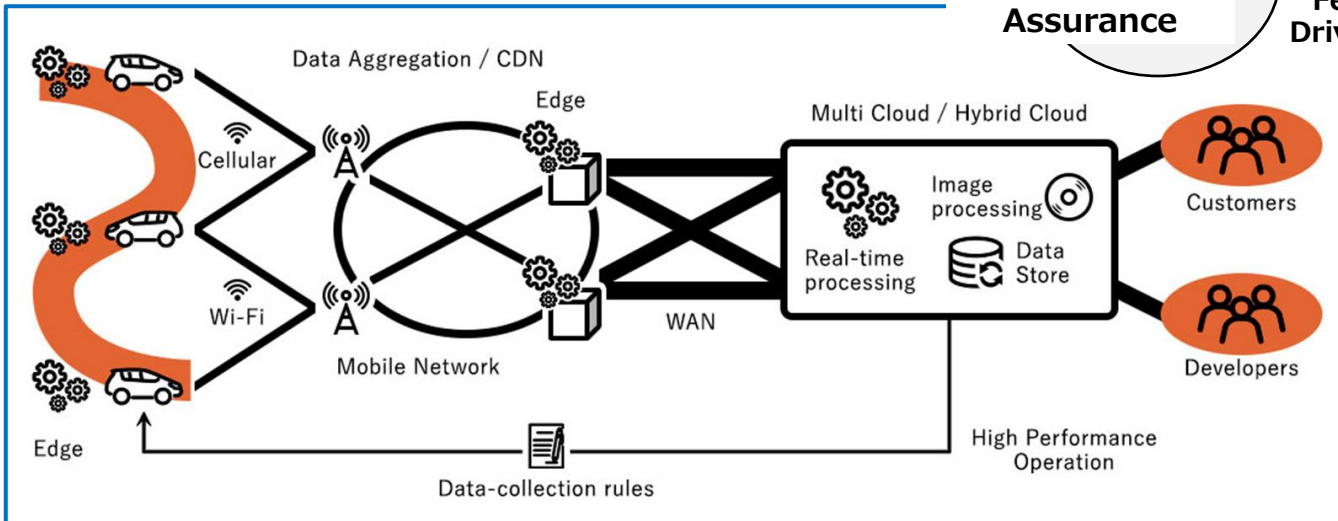 Assurance
Data Aggregation / CDN
Edge
Multi Cloud / Hybrid Cloud
Cellular
Image
processing
Customers
Real-time
processing
Data
Store
Wi-Fi
WAN
Mobile Network
Developers
Edge
High Performance
Operation
Data-collection rules